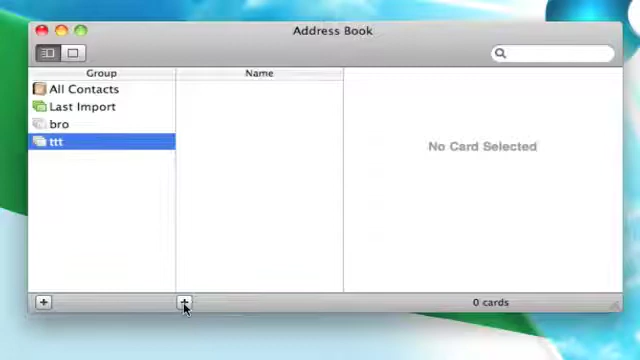 Address Book
Group
Name
All Contacts
Last Import
bro
ttt
No Card Selected
0 cards